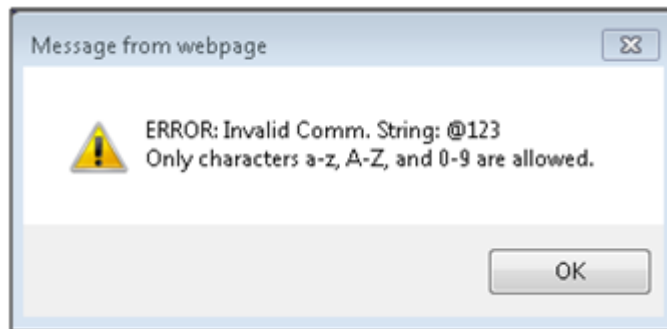 Message from webpage
ERROR: Invalid Comm. String: @123
Only characters a-z, A-Z, and 0-9 are allowed.
OK